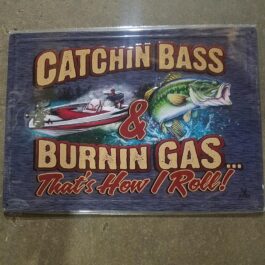 CATCHIN BASS
&
BURNIN GAS...
That's How I Roll!